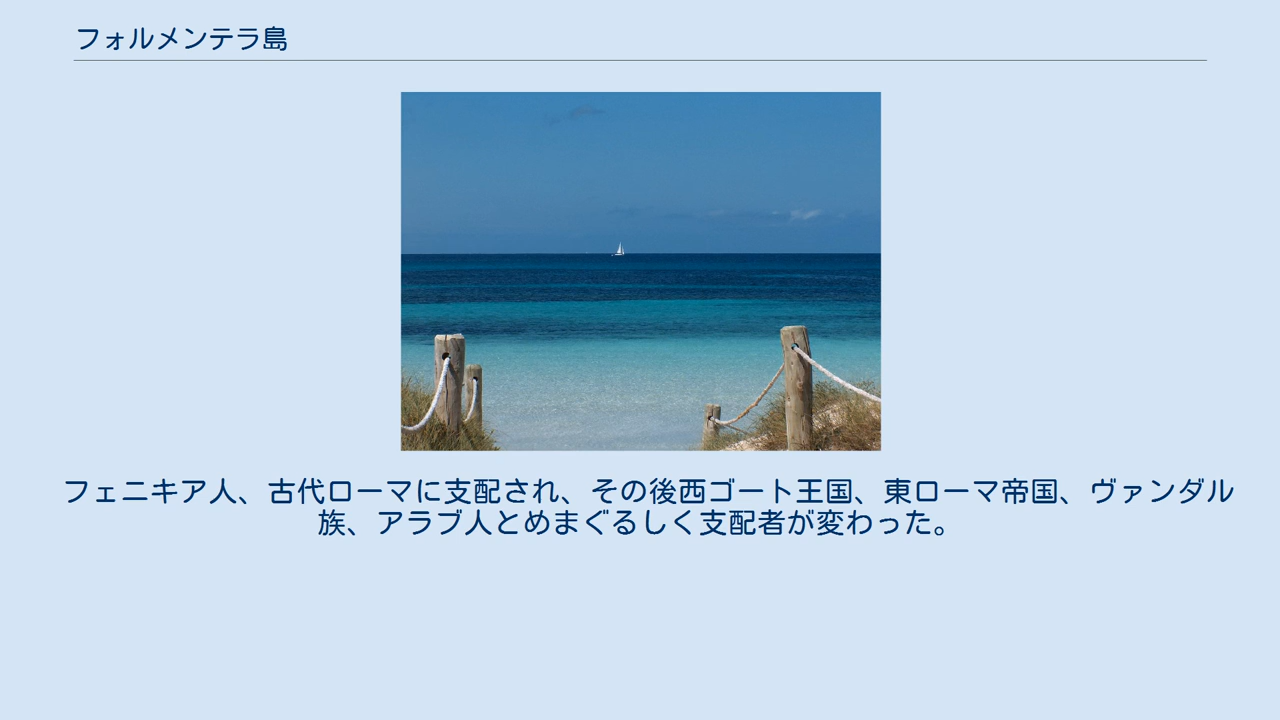 フォルメンテラ島
フェニキア人、古代ローマに支配され、その後西ゴート王国、東ローマ帝国、ヴァンダル
族、アラブ人とめまぐるしく支配者が変わった。